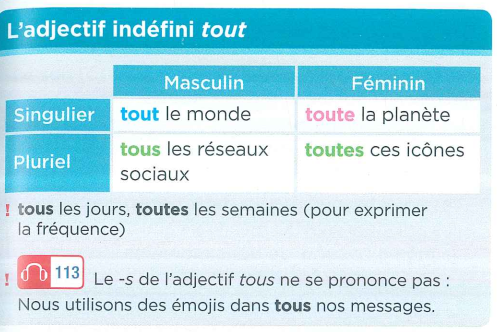 L'adjectif indéfini tout
Masculin Féminin
Singulier tout le monde toute la planète
Pluriel tous les réseaux sociaux toutes ces icônes
! tous les jours, toutes les semaines (pour exprimer
la fréquence)
! 113 Le -s de l'adjectif tous ne se prononce pas :
Nous utilisons des émojis dans tous nos messages.